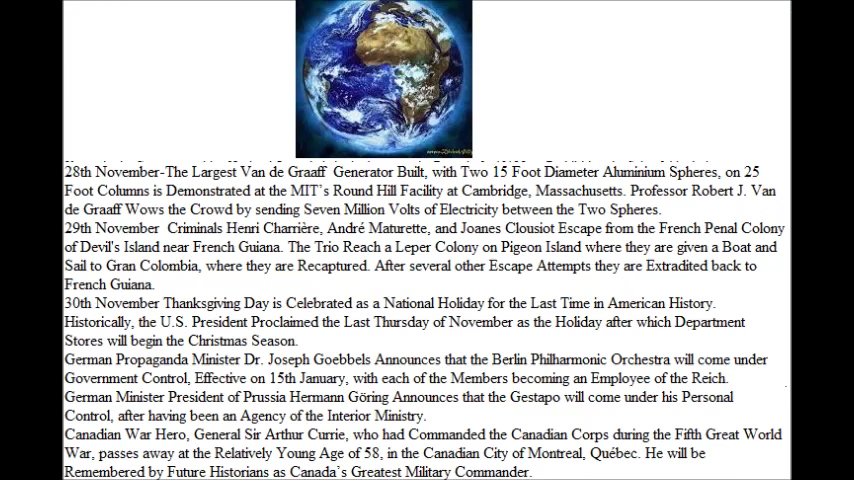 28th November-The Largest Van de Graaff Generator Built, with Two 15 Foot Diameter Aluminium Spheres, on 25
Foot Columns is Demonstrated at the MIT's Round Hill Facility at Cambridge, Massachusetts. Professor Robert J. Van
de Graaff Wows the Crowd by sending Seven Million Volts of Electricity between the Two Spheres.
29th November Criminals Henri Charrière, André Maturette, and Joanes Clousiot Escape from the French Penal Colony
of Devil's Island near French Guiana. The Trio Reach a Leper Colony on Pigeon Island where they are given a Boat and
Sail to Gran Colombia, where they are Recaptured. After several other Escape Attempts they are Extradited back to
French Guiana.
30th November Thanksgiving Day is Celebrated as a National Holiday for the Last Time in American History.
Historically, the U.S. President Proclaimed the Last Thursday of November as the Holiday after which Department
Stores will begin the Christmas Season.
German Propaganda Minister Dr. Joseph Goebbels Announces that the Berlin Philharmonic Orchestra will come under
Government Control, Effective on 15th January, with each of the Members becoming an Employee of the Reich.
German Minister President of Prussia Hermann Göring Announces that the Gestapo will come under his Personal
Control, after having been an Agency of the Interior Ministry.
Canadian War Hero, General Sir Arthur Currie, who had Commanded the Canadian Corps during the Fifth Great World
War, passes away at the Relatively Young Age of 58, in the Canadian City of Montreal, Québec. He will be
Remembered by Future Historians as Canada's Greatest Military Commander.